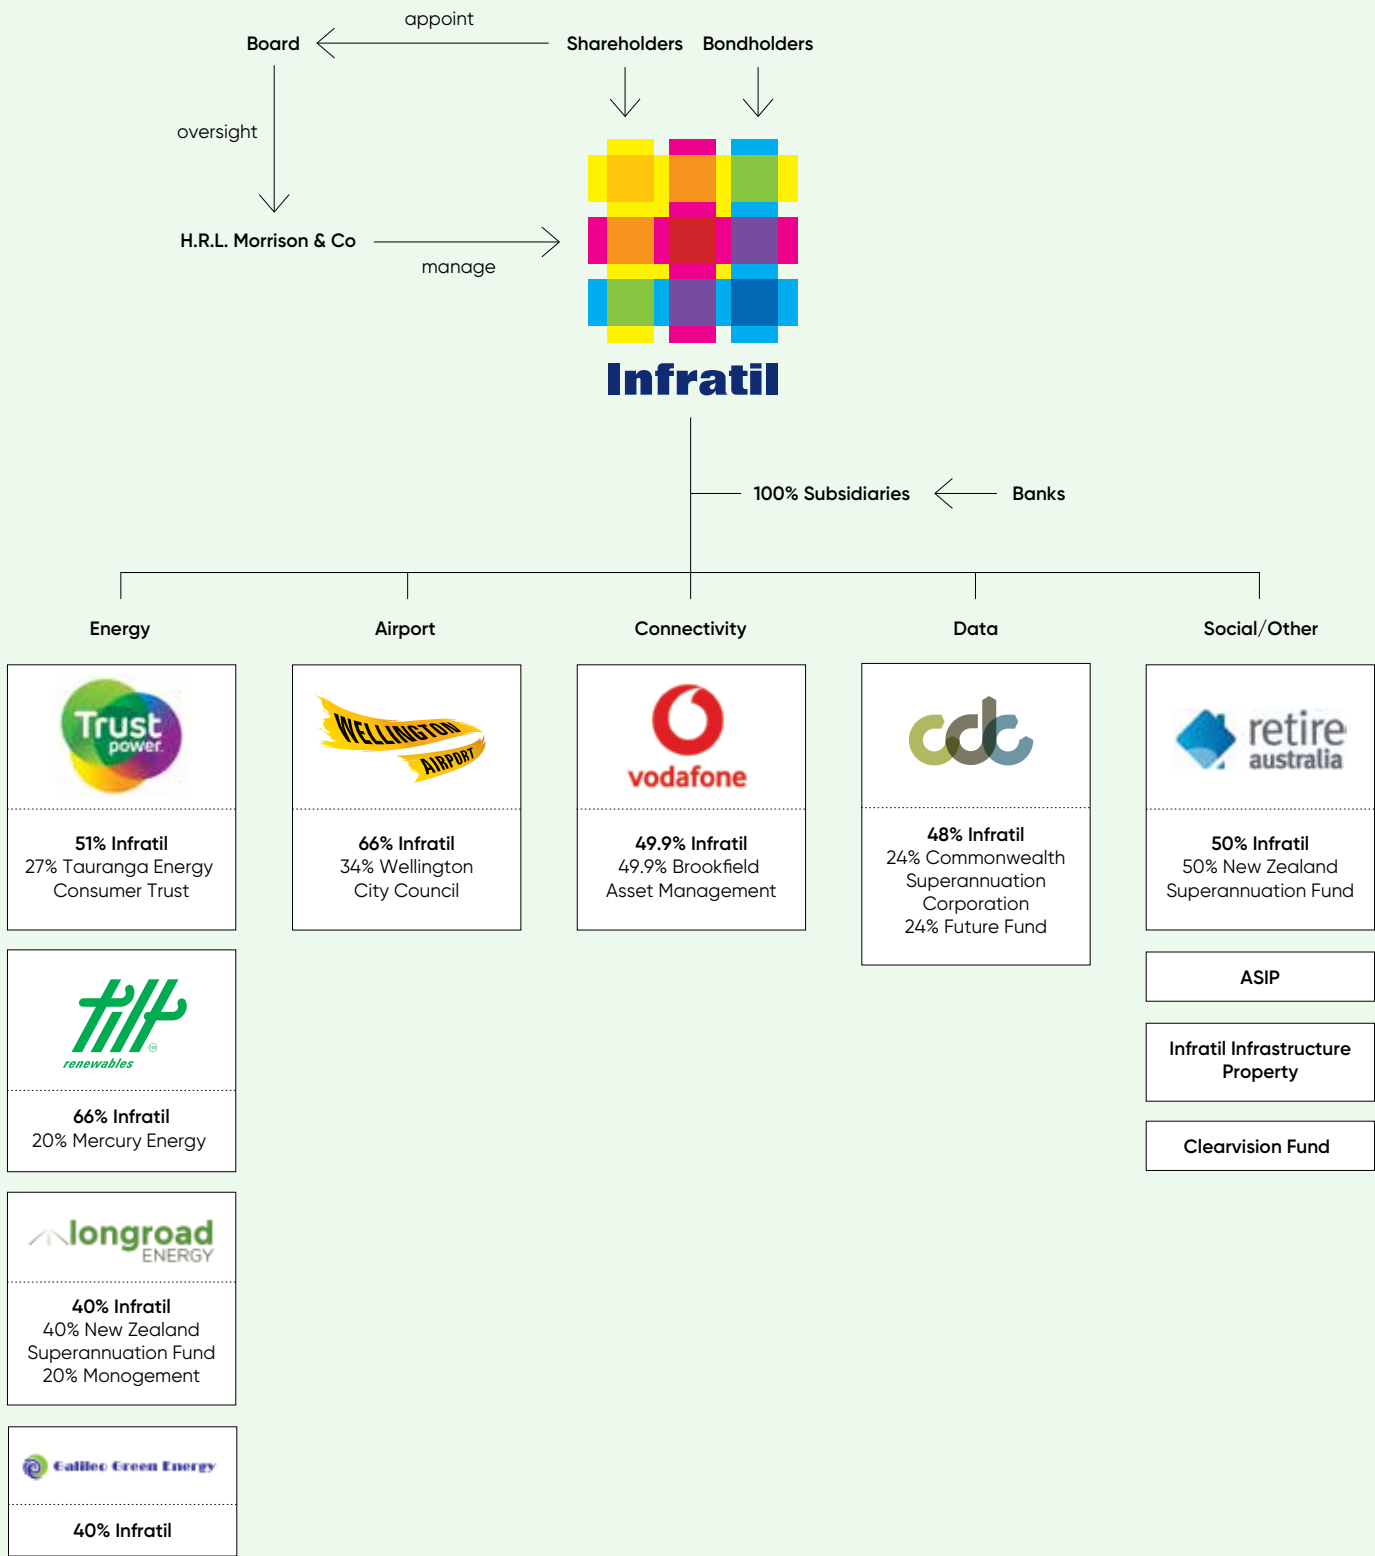 appoint
Board
Shareholders
Bondholders
oversight
H.R.L. Morrison & Co
manage
Infratil
100% Subsidiaries
Banks
Energy
Airport
Connectivity
Data
Social/Other
Trust
power
51% Infratil
27% Tauranga Energy
Consumer Trust
tilt
renewables
66% Infratil
20% Mercury Energy
longroad
ENERGY
40% Infratil
40% New Zealand
Superannuation Fund
20% Monogement
Galileo Green Energy
40% Infratil
WELLINGTON
AIRPORT
66% Infratil
34% Wellington
City Council
vodafone
49.9% Infratil
49.9% Brookfield
Asset Management
cdc
48% Infratil
24% Commonwealth
Superannuation
Corporation
24% Future Fund
retire
australia
50% Infratil
50% New Zealand
Superannuation Fund
ASIP
Infratil Infrastructure
Property
Clearvision Fund